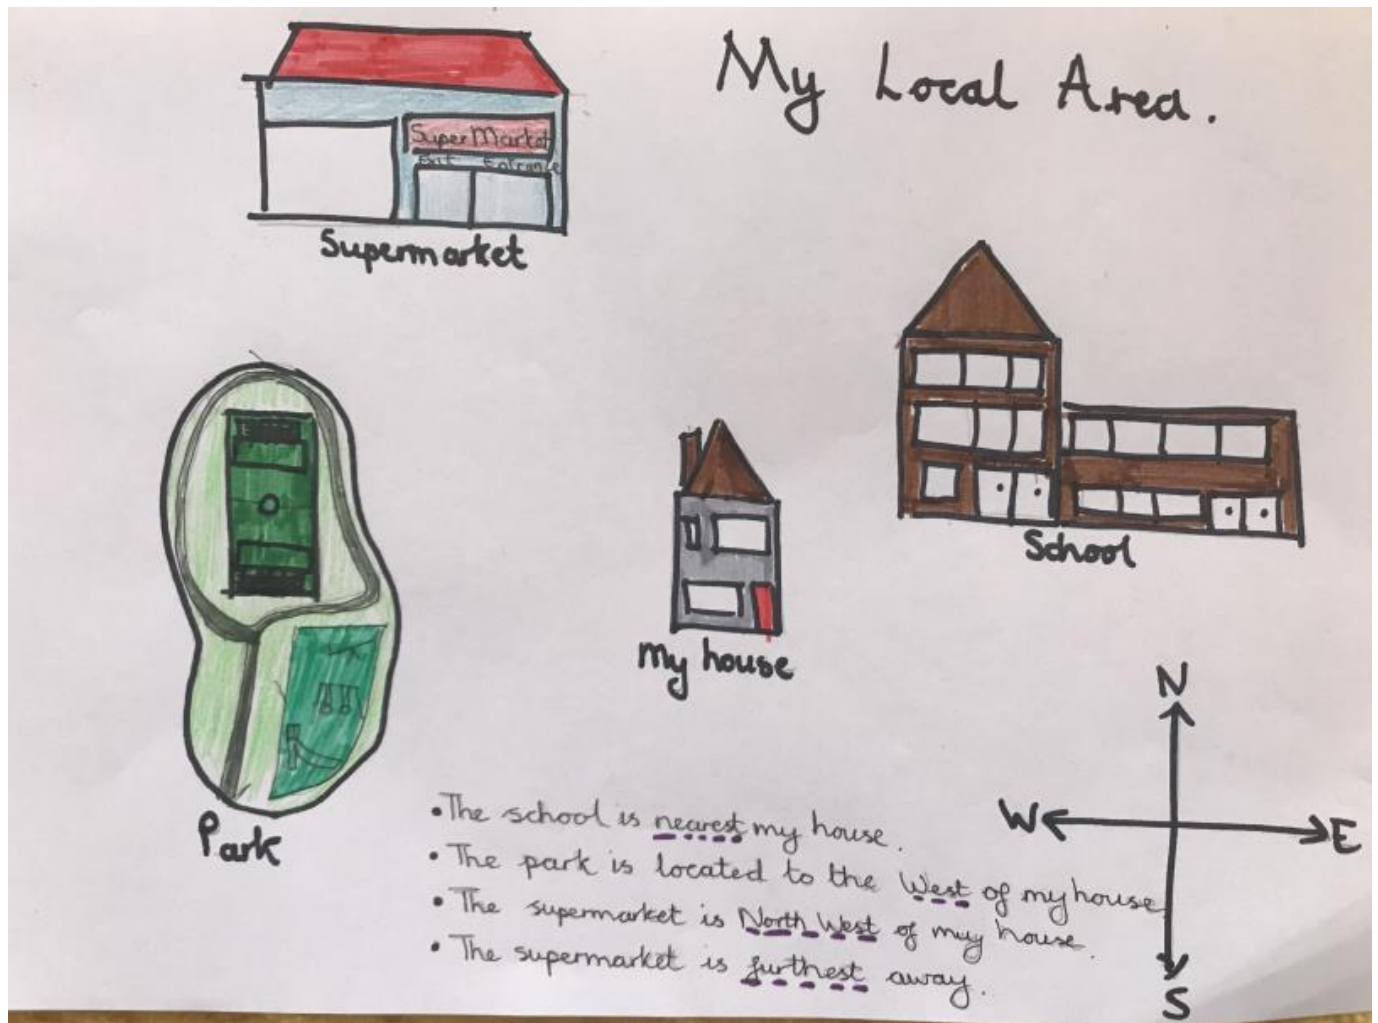 My Local Area.
SuperMarket
Exit Entrance
Supermarket
School
My house
Park
N
W
E
S
•The school is nearest my house.
• The park is located to the West of my house
• The supermarket is North West of my house.
• The supermarket is furthest away.